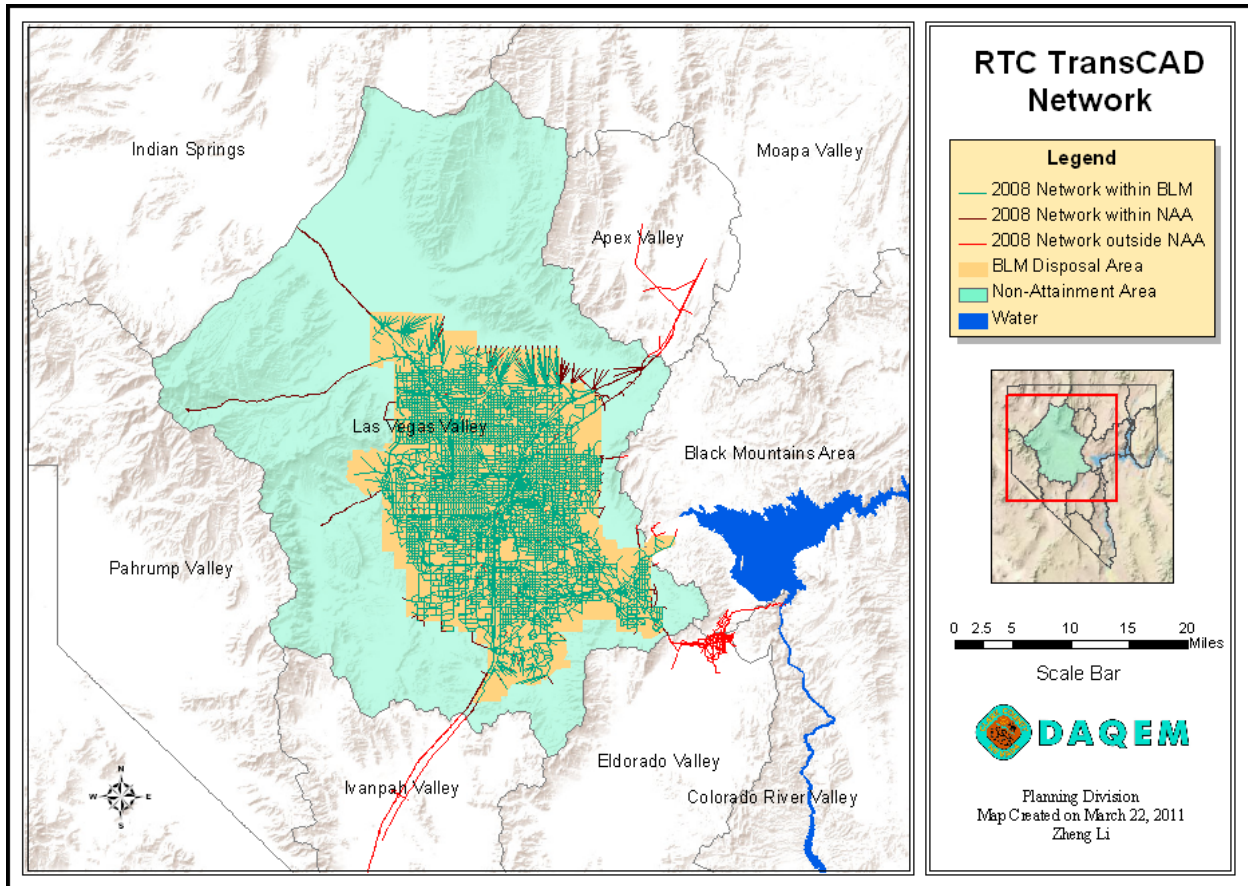 Indian Springs
Moapa Valley
Apex Valley
Las Vegas Valley
Black Mountains Area
Pahrump Valley
Eldorado Valley
Ivanpah Valley
Colorado River Valley
N
W E
S
RTC TransCAD
Network
Legend
2008 Network within BLM
2008 Network within NAA
2008 Network outside NAA
BLM Disposal Area
Non-Attainment Area
Water
0 2.5 5 10 15 20
Miles
Scale Bar
DAQEM
Planning Division
Map Created on March 22, 2011
Zheng Li